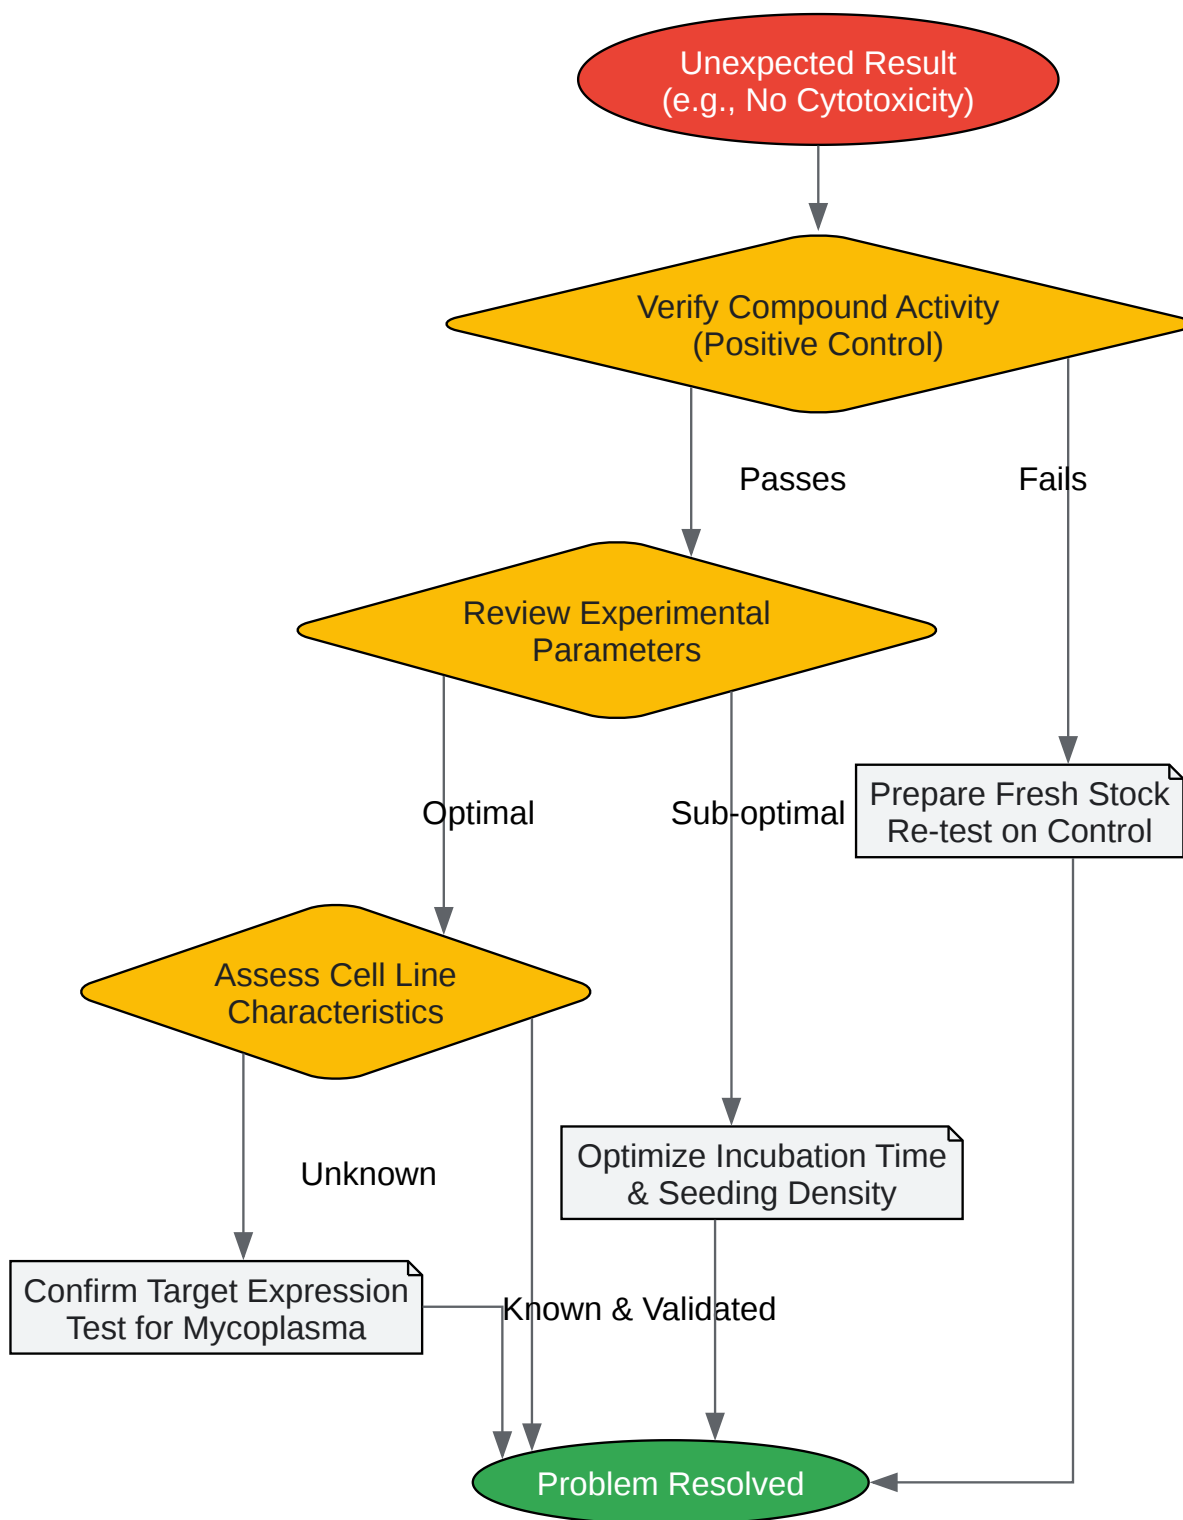 Unexpected Result
(e.g., No Cytotoxicity)
Verify Compound Activity
(Positive Control)
Passes
Fails
Review Experimental
Parameters
Optimal
Sub-optimal
Prepare Fresh Stock
Re-test on Control
Assess Cell Line
Characteristics
Unknown
Optimize Incubation Time
& Seeding Density
Confirm Target Expression
Test for Mycoplasma
Known & Validated
Problem Resolved